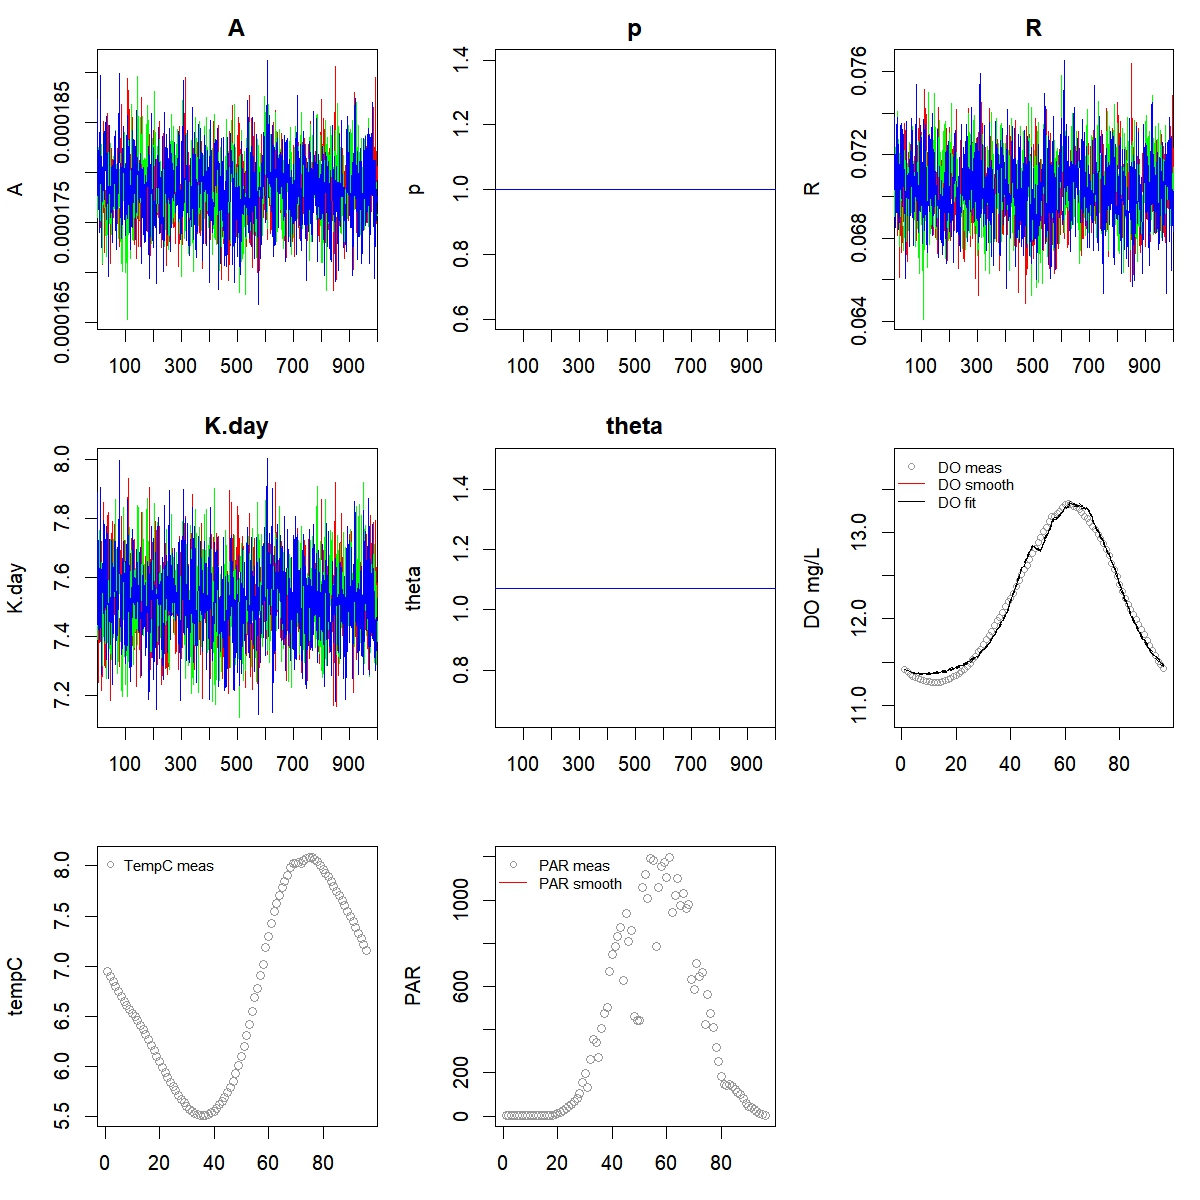 A
p
R
A
0.000165
0.000175
0.000185
100 300 500 700 900
p
0.6
0.8
1.0
1.2
1.4
100 300 500 700 900
R
0.064
0.068
0.072
0.076
100 300 500 700 900
K.day
theta
K.day
7.2
7.4
7.6
7.8
8.0
100 300 500 700 900
theta
0.8
1.0
1.2
1.4
100 300 500 700 900
DO mg/L
11.0
12.0
13.0
DO meas
DO smooth
DO fit
0 20 40 60 80
tempC
5.5
6.0
6.5
7.0
7.5
8.0
TempC meas
0 20 40 60 80
PAR
0
200
600
1000
PAR meas
PAR smooth
0 20 40 60 80